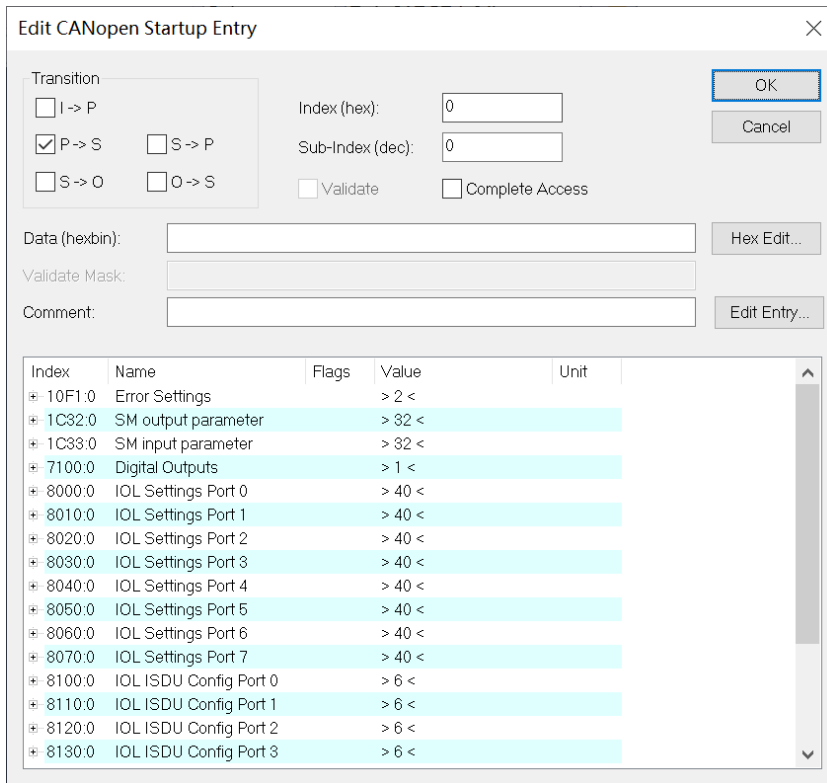 Edit CANopen Startup Entry
Transition
I -> P
P -> S
S -> P
S -> O
O -> S
Index (hex):
0
Sub-Index (dec):
0
Validate
Complete Access
OK
Cancel
Data (hexbin):
Hex Edit...
Validate Mask:
Comment:
Edit Entry...
Index Name Flags Value Unit
10F1:0 Error Settings > 2 <
1C32:0 SM output parameter > 32 <
1C33:0 SM input parameter > 32 <
7100:0 Digital Outputs > 1 <
8000:0 IOL Settings Port 0 > 40 <
8010:0 IOL Settings Port 1 > 40 <
8020:0 IOL Settings Port 2 > 40 <
8030:0 IOL Settings Port 3 > 40 <
8040:0 IOL Settings Port 4 > 40 <
8050:0 IOL Settings Port 5 > 40 <
8060:0 IOL Settings Port 6 > 40 <
8070:0 IOL Settings Port 7 > 40 <
8100:0 IOL ISDU Config Port 0 > 6 <
8110:0 IOL ISDU Config Port 1 > 6 <
8120:0 IOL ISDU Config Port 2 > 6 <
8130:0 IOL ISDU Config Port 3 > 6 <